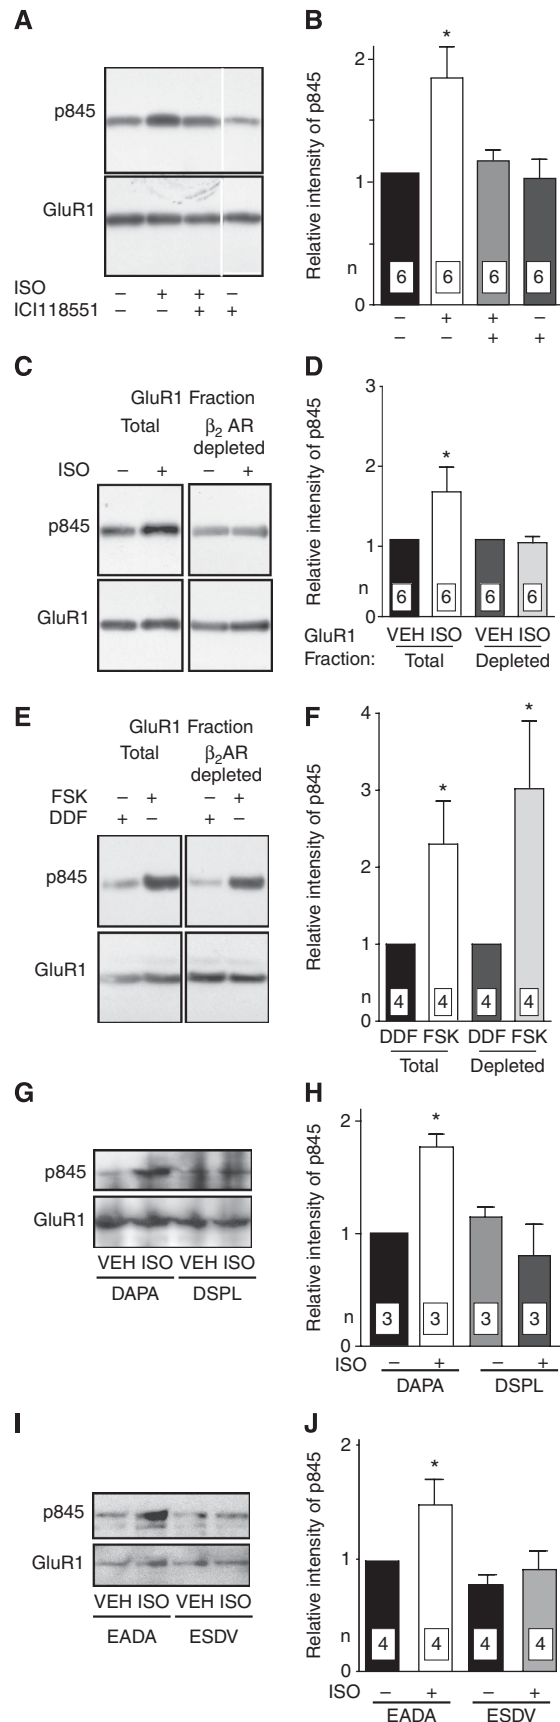 A
p845
GluR1
ISO − + + −
ICI118551 − − + +
B
Relative intensity of p845
2
1
0
n
6 6 6 6
− + + −
− − + +
C
GluR1 Fraction
Total β2 AR
depleted
ISO − + − +
p845
GluR1
D
Relative intensity of p845
3
2
1
0
n
6 6 6 6
GluR1 VEH ISO VEH ISO
Fraction: Total Depleted
*
E
GluR1 Fraction
Total β2AR
depleted
FSK − + − +
DDF + − + −
p845
GluR1
F
Relative intensity of p845
4
3
2
1
0
n
4 4 4 4
DDF FSK DDF FSK
Total Depleted
* *
G
p845
GluR1
VEH ISO VEH ISO
DAPA DSPL
H
Relative intensity of p845
2
1
0
n
3 3 3 3
ISO − + − +
DAPA DSPL
*
I
p845
GluR1
VEH ISO VEH ISO
EADA ESDV
J
Relative intensity of p845
2
1
0
n
4 4 4 4
ISO − + − +
EADA ESDV
*